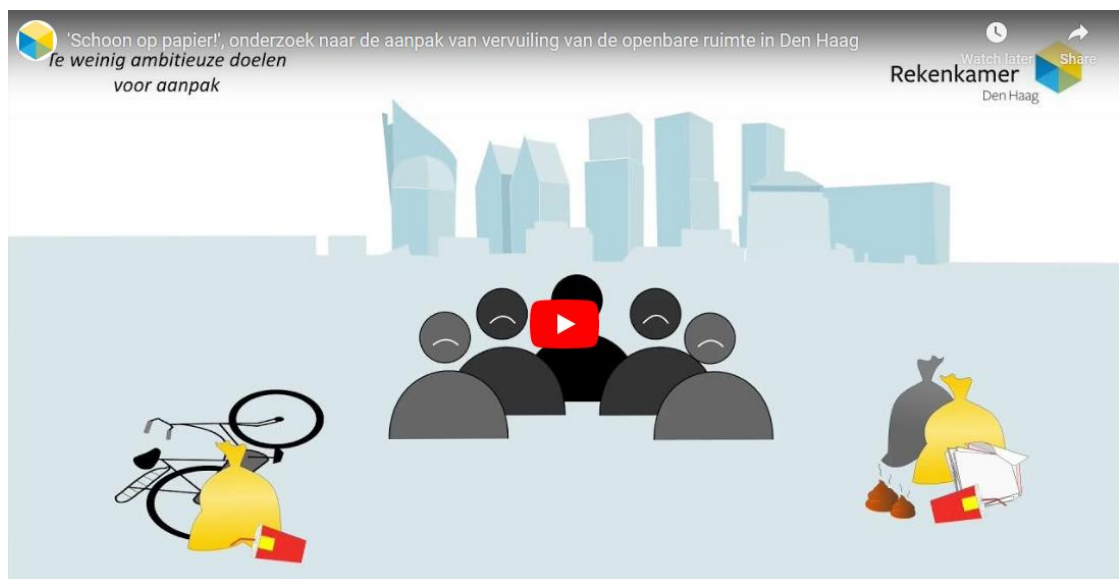 'Schoon op papier!', onderzoek naar de aanpak van vervuiling van de openbare ruimte in Den Haag
Te weinig ambitieuze doelen
voor aanpak
Watch later
Share
Rekenkamer
Den Haag